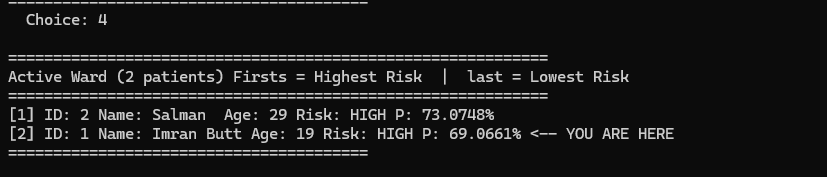 ========================================
Choice: 4
============================================================
Active Ward (2 patients) Firsts = Highest Risk  |  last = Lowest Risk
============================================================
[1] ID: 2 Name: Salman  Age: 29 Risk: HIGH P: 73.0748%
[2] ID: 1 Name: Imran Butt Age: 19 Risk: HIGH P: 69.0661% <-- YOU ARE HERE
========================================